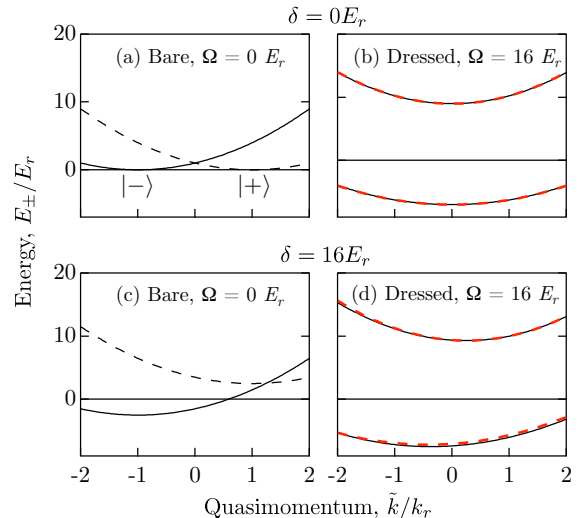 δ = 0E_r
(a) Bare, Ω = 0 E_r
(b) Dressed, Ω = 16 E_r
20
10
0
|−⟩
|+⟩
Energy, E_±/E_r
δ = 16E_r
(c) Bare, Ω = 0 E_r
(d) Dressed, Ω = 16 E_r
20
10
0
-2 -1 0 1 2
-2 -1 0 1 2
Quasimomentum, k̃/k_r